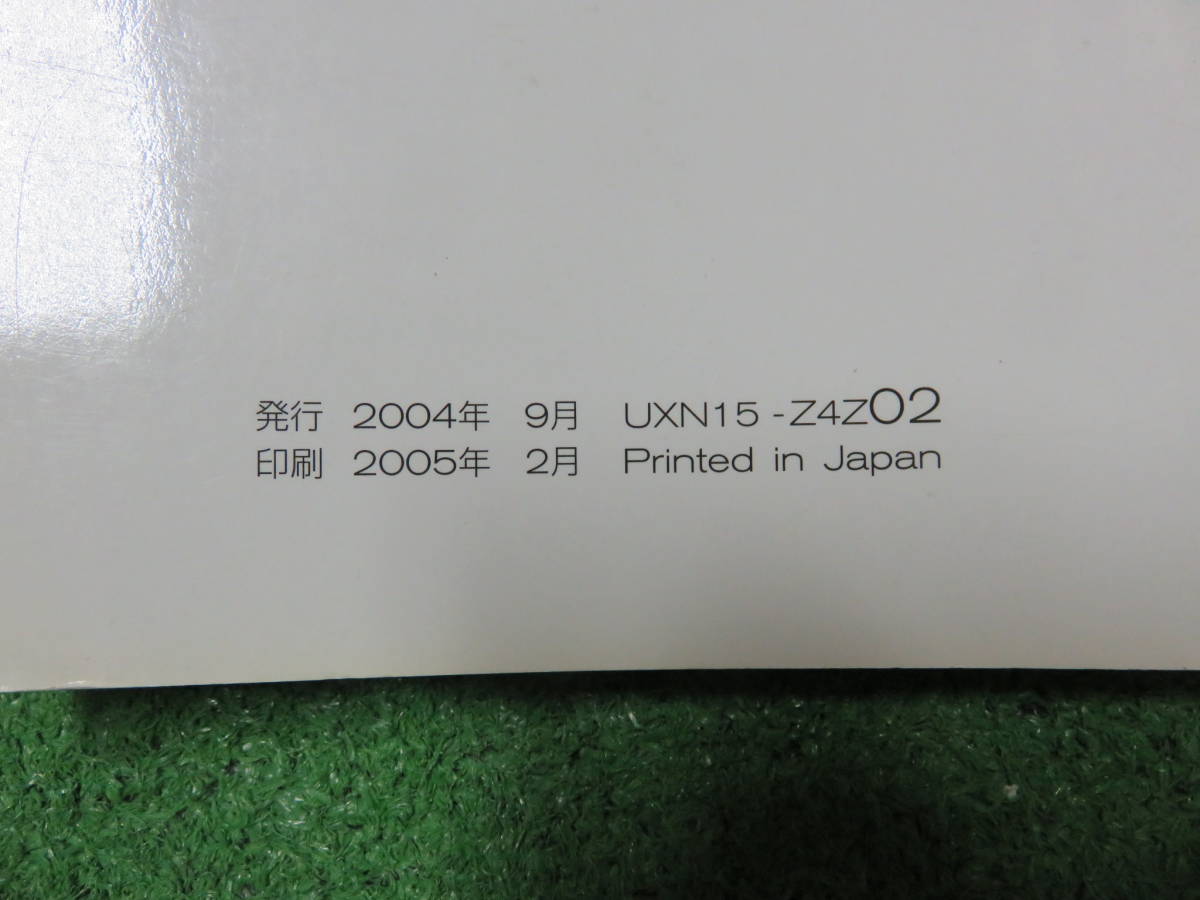 発行 2004年 9月 UXN15 -Z4Z02
印刷 2005年 2月 Printed in Japan